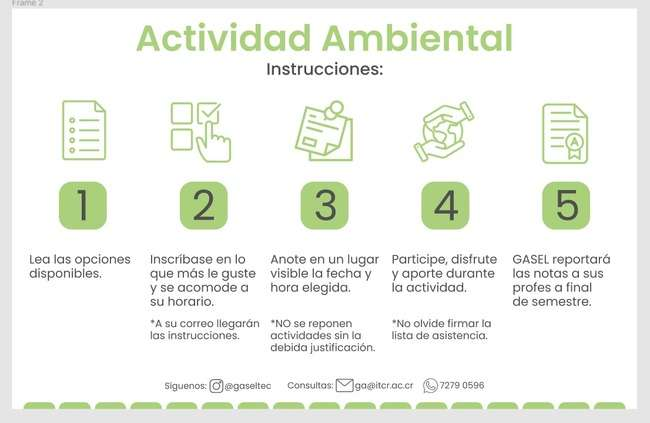 Frame 2
Actividad Ambiental
Instrucciones:
A
1
2
3
4
5
Lea las opciones
disponibles.
Inscríbase en lo
que más le guste
y se acomode a
su horario.
*A su correo llegarán
las instrucciones.
Anote en un lugar
visible la fecha y
hora elegida.
*NO se reponen
actividades sin la
debida justificación.
Participe, disfrute
y aporte durante
la actividad.
*No olvide firmar la
lista de asistencia.
GASEL reportará
las notas a sus
profes a final
de semestre.
Síguenos: @gaseltec
Consultas: ga@itcr.ac.cr
7279 0596